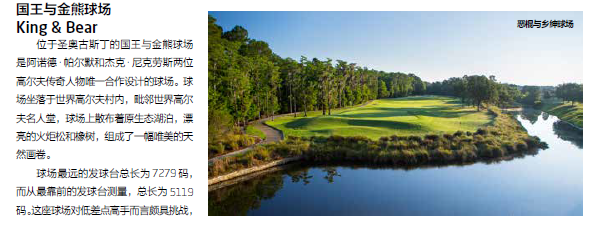 国王与金熊球场
King & Bear
位于圣奥古斯丁的国王与金熊球场
是阿诺德·帕尔默和杰克·尼克劳斯两位
高尔夫传奇人物唯一合作设计的球场。球
场坐落于世界高尔夫村内，毗邻世界高尔
夫名人堂，球场上散布着原生态湖泊，漂
亮的火炬松和橡树，组成了一幅唯美的天
然画卷。
球场最远的发球台总长为 7279 码，
而从最靠前的发球台测量，总长为 5119
码。这座球场对低差点高手而言颇具挑战，
恶棍与乡绅球场